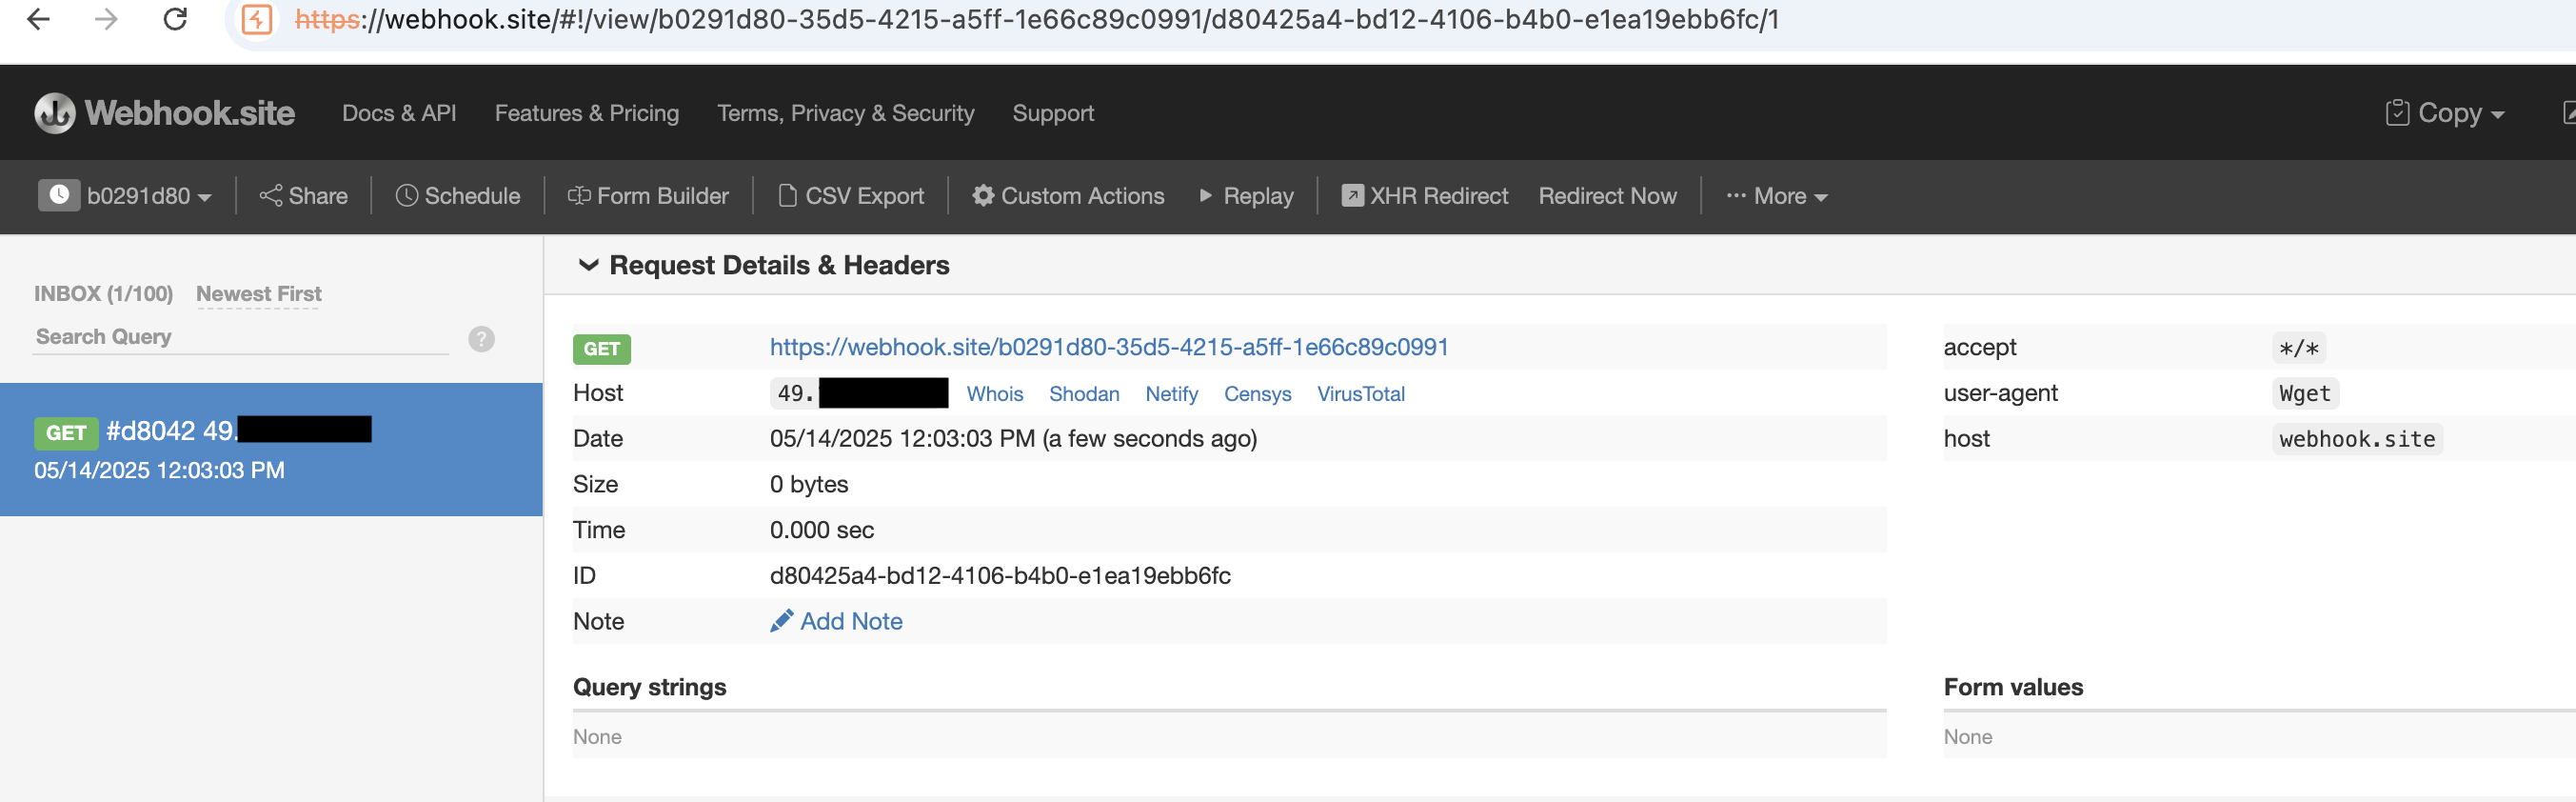 https://webhook.site/#!/view/b0291d80-35d5-4215-a5ff-1e66c89c0991/d80425a4-bd12-4106-b4b0-e1ea19ebb6fc/1
Webhook.site Docs & API Features & Pricing Terms, Privacy & Security Support Copy
b0291d80 Share Schedule Form Builder CSV Export Custom Actions Replay XHR Redirect Redirect Now ··· More
INBOX (1/100) Newest First
Search Query ?
GET #d8042 49.
05/14/2025 12:03:03 PM
Request Details & Headers
GET https://webhook.site/b0291d80-35d5-4215-a5ff-1e66c89c0991
Host 49. Whois Shodan Netify Censys VirusTotal
Date 05/14/2025 12:03:03 PM (a few seconds ago)
Size 0 bytes
Time 0.000 sec
ID d80425a4-bd12-4106-b4b0-e1ea19ebb6fc
Note Add Note
accept */*
user-agent Wget
host webhook.site
Query strings
None
Form values
None